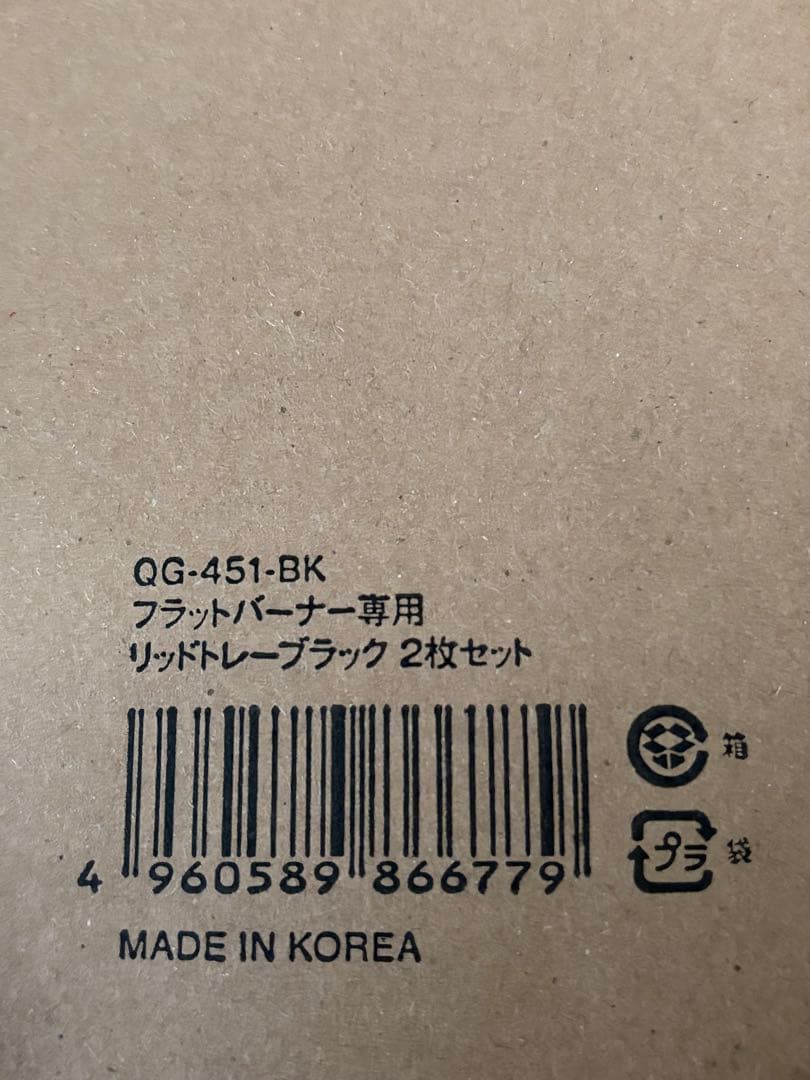 QG-451-BK
フラットバーナー専用
リッドトレーブラック 2枚セット
箱
プラ 袋
4 960589 866779
MADE IN KOREA